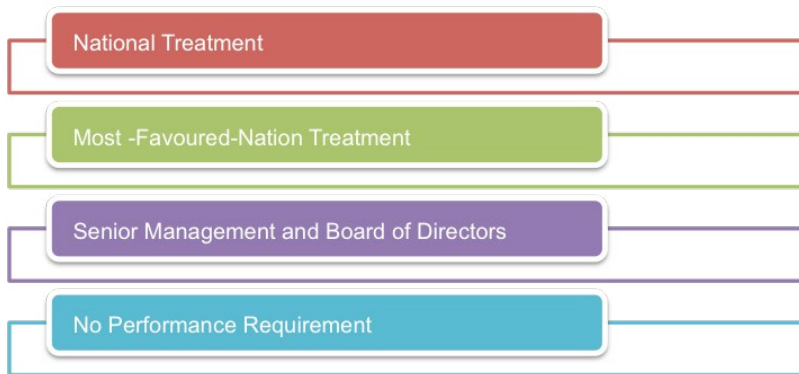 National Treatment
Most -Favoured-Nation Treatment
Senior Management and Board of Directors
No Performance Requirement